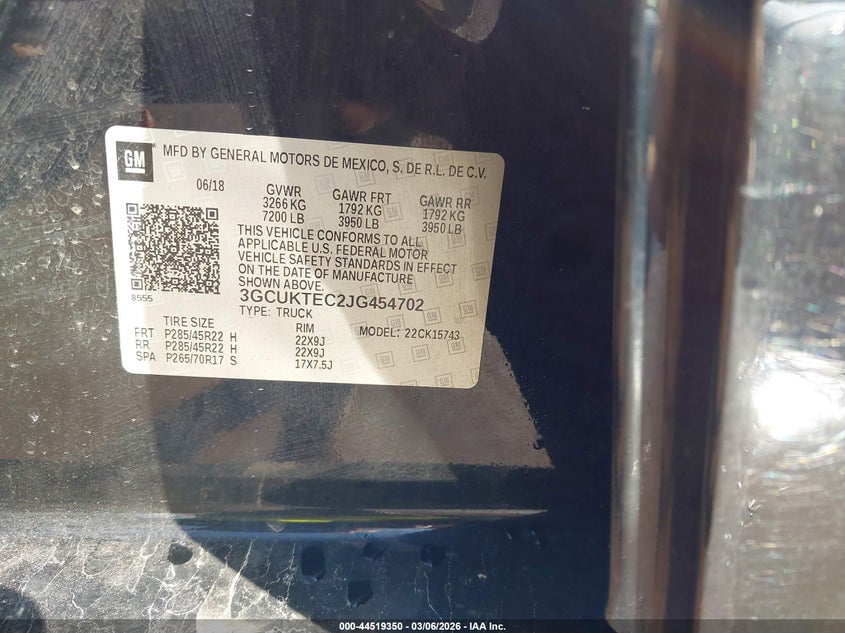 GM MFD BY GENERAL MOTORS DE MEXICO, S. DE R.L. DE C.V.
06/18 GVWR GAWR FRT GAWR RR
3266 KG 1792 KG 1792 KG
7200 LB 3950 LB 3950 LB
THIS VEHICLE CONFORMS TO ALL
APPLICABLE U.S. FEDERAL MOTOR
VEHICLE SAFETY STANDARDS IN EFFECT
ON THE DATE OF MANUFACTURE
SHOWN ABOVE.
8555 3GCUKTEC2JG454702
TYPE: TRUCK
TIRE SIZE RIM MODEL: 22CK15743
FRT P285/45R22 H 22X9J
RR P285/45R22 H 22X9J
SPA P265/70R17 S 17X7.5J
000-44519350 - 03/06/2026 - IAA Inc.